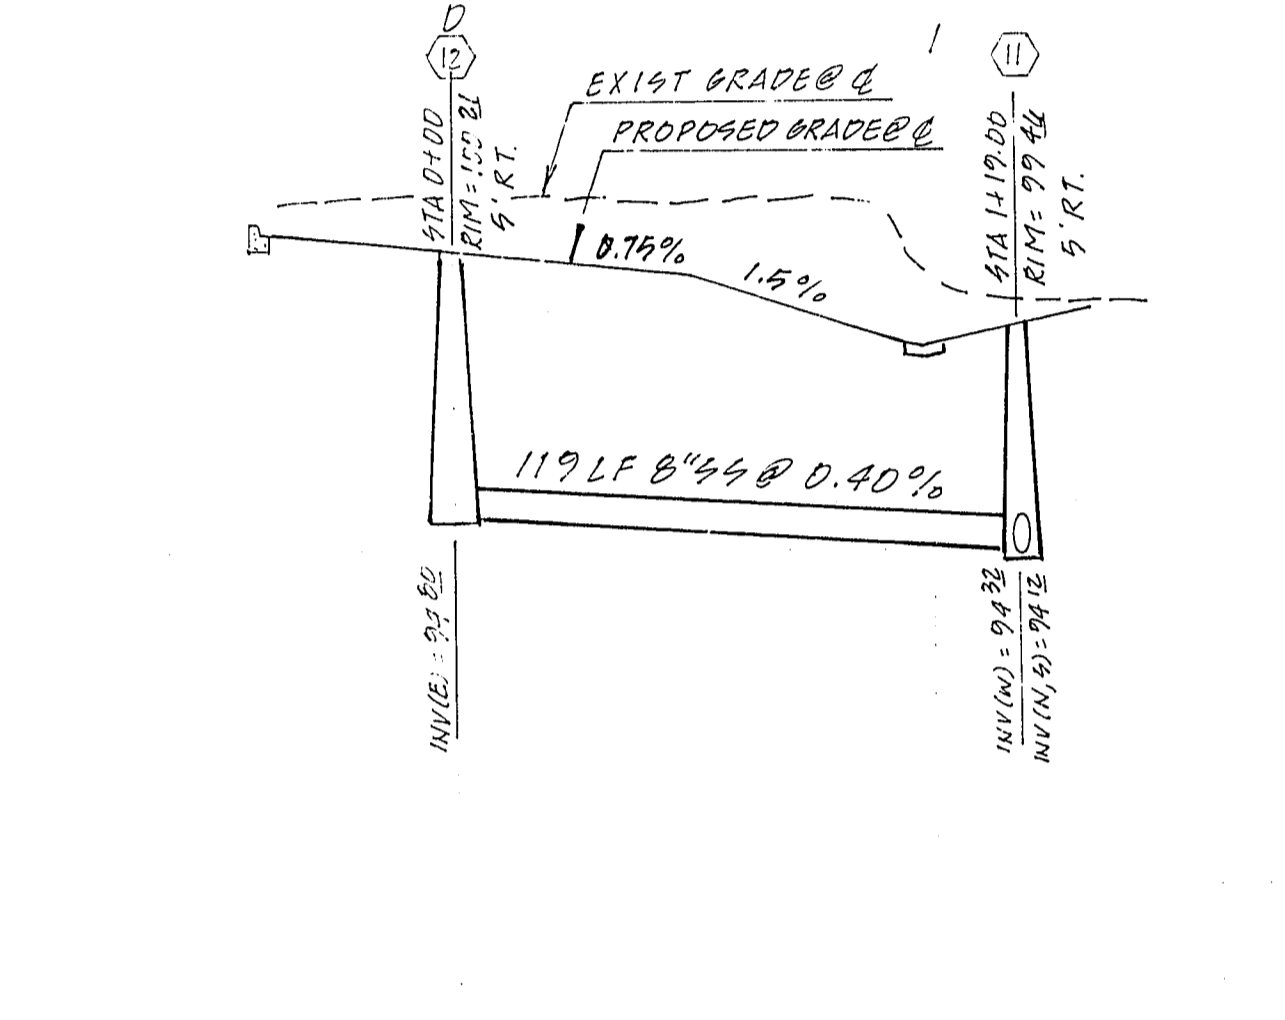 D
12
11
EXIST GRADE@ ℄
PROPOSED GRADE@ ℄
STA 0+00
RIM = 100 21
5' RT.
STA 1+19.00
RIM = 99 44
5' RT.
0.75%
1.5%
119 LF 8"SS @ 0.40%
INV(E) = 94 80
INV(W) = 94 32
INV(N,S) = 94 12